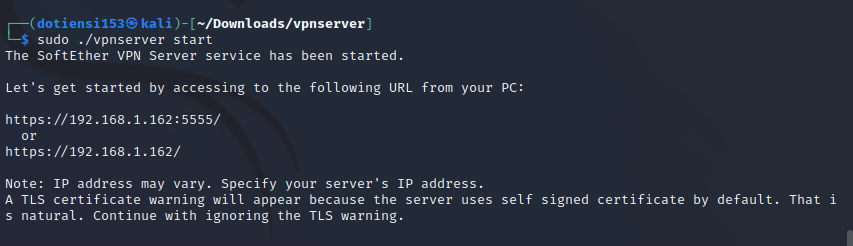 ┌──(dotiensi153㉿kali)-[~/Downloads/vpnserver]
└─$ sudo ./vpnserver start
The SoftEther VPN Server service has been started.

Let's get started by accessing to the following URL from your PC:

https://192.168.1.162:5555/
  or
https://192.168.1.162/

Note: IP address may vary. Specify your server's IP address.
A TLS certificate warning will appear because the server uses self signed certificate by default. That i
s natural. Continue with ignoring the TLS warning.